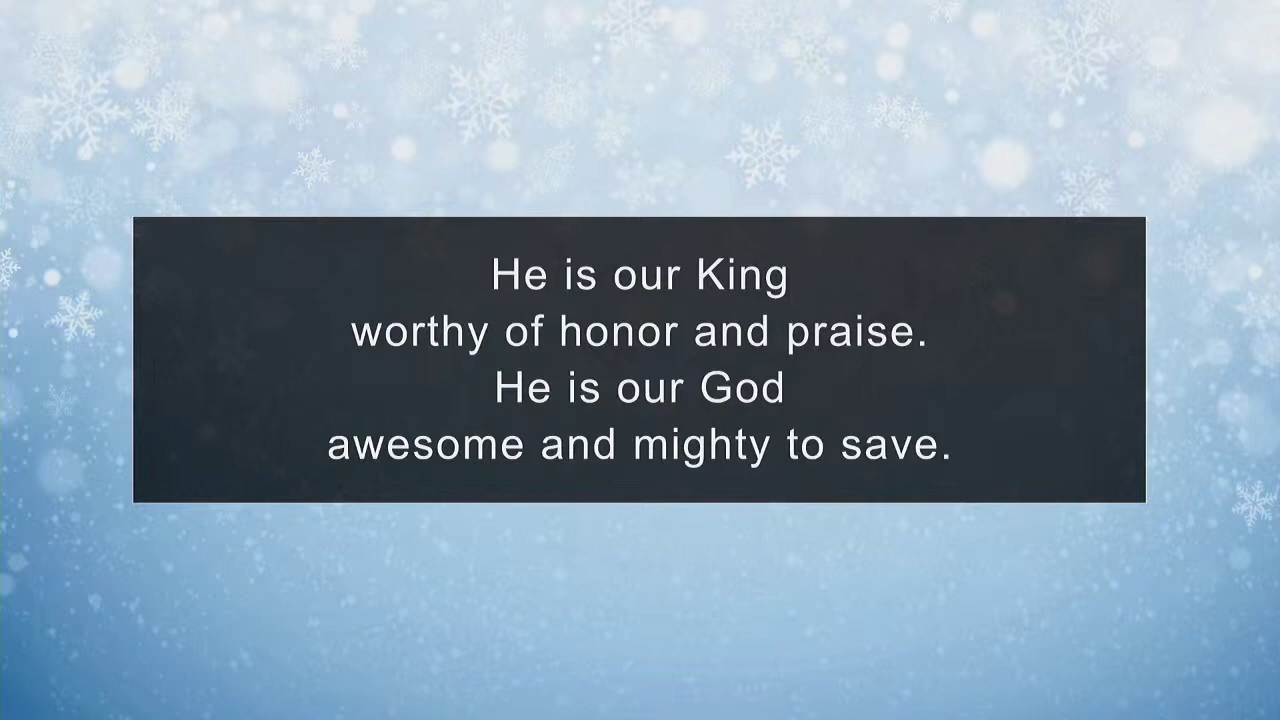 He is our King
worthy of honor and praise.
He is our God
awesome and mighty to save.